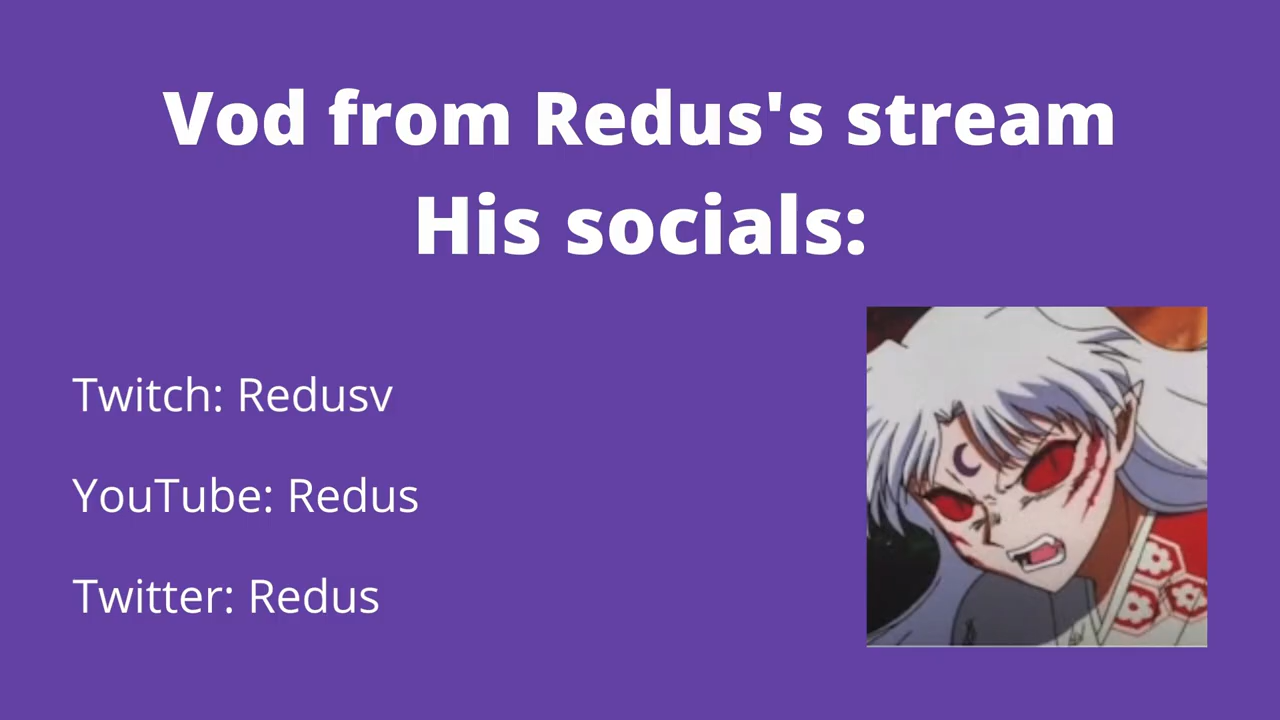 Vod from Redus's stream
His socials:
Twitch: Redusv
YouTube: Redus
Twitter: Redus